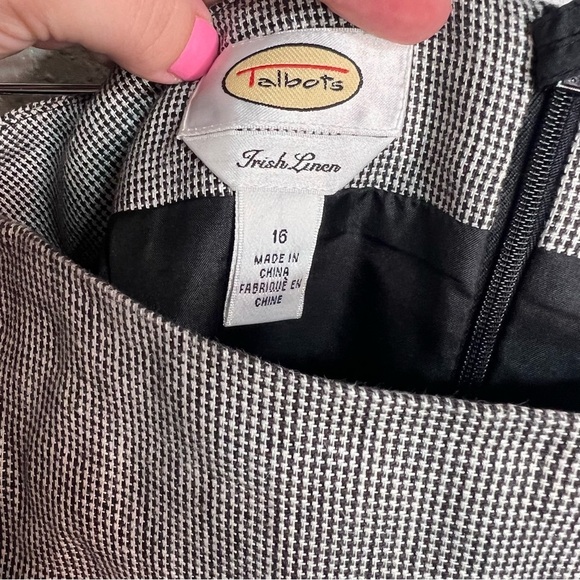 Talbots
Irish Linen
16
MADE IN
CHINA
FABRIQUÉ EN
CHINE